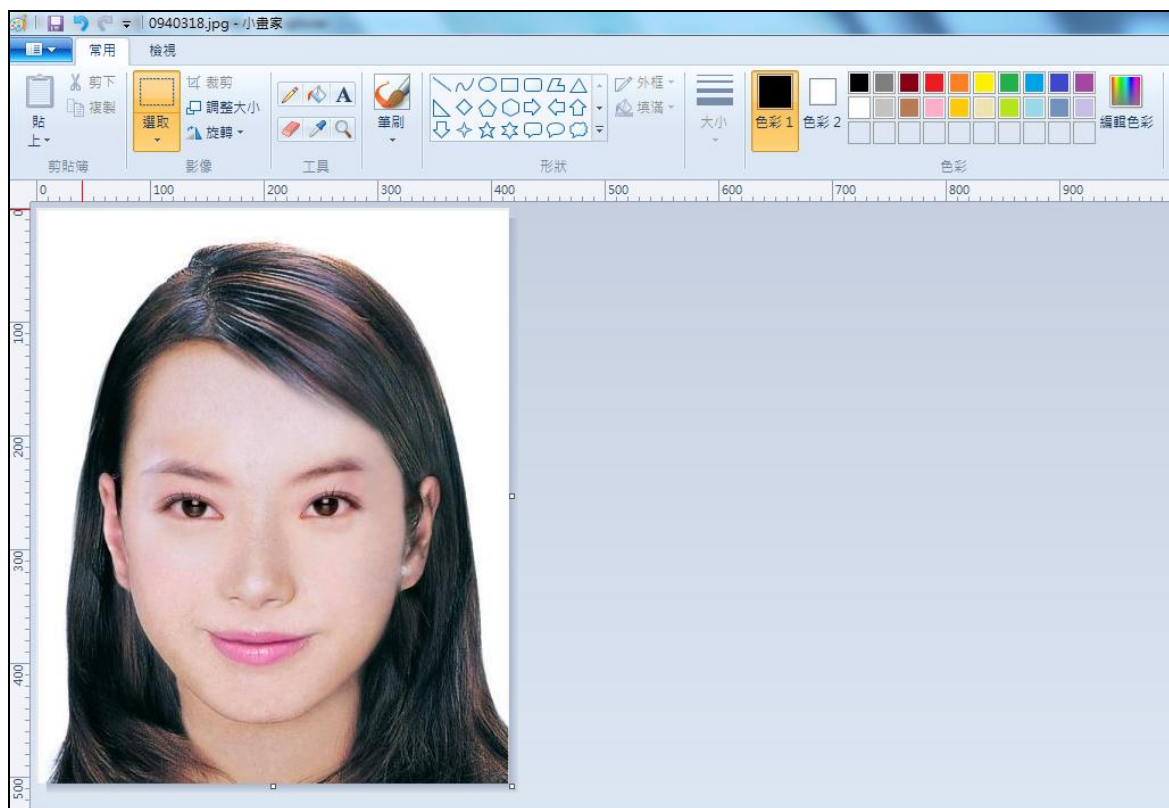 0940318.jpg - 小畫家
常用 檢視
貼上
剪下
複製
剪貼簿
選取
裁剪
調整大小
旋轉
影像
A
工具
筆刷
外框
填滿
形狀
大小
色彩 1
色彩 2
編輯色彩
色彩
0 100 200 300 400 500 600 700 800 900
0
100
200
300
400
500